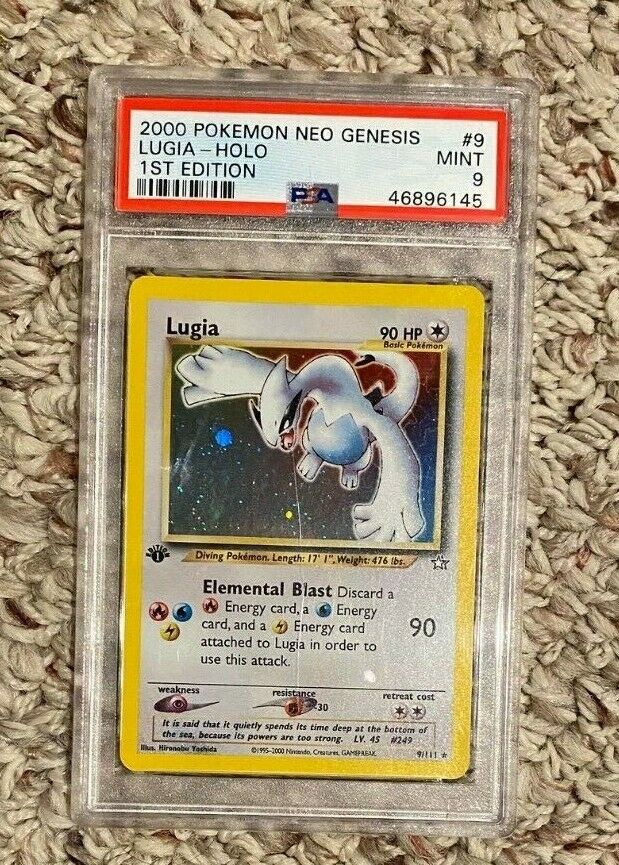 2000 POKEMON NEO GENESIS #9
LUGIA – HOLO MINT
1ST EDITION 9
PSA 46896145
Lugia 90 HP
Basic Pokémon
EDITION 1
Diving Pokémon. Length: 17' 1", Weight: 476 lbs.
Elemental Blast Discard a
Energy card, a Energy
card, and a Energy card
attached to Lugia in order to
use this attack.
90
weakness resistance retreat cost
-30
It is said that it quietly spends its time deep at the bottom of
the sea, because its powers are too strong. LV. 45 #249
Illus. Hironobu Yoshida ©1995-2000 Nintendo, Creatures, GAMEFREAK. 9/111 ★